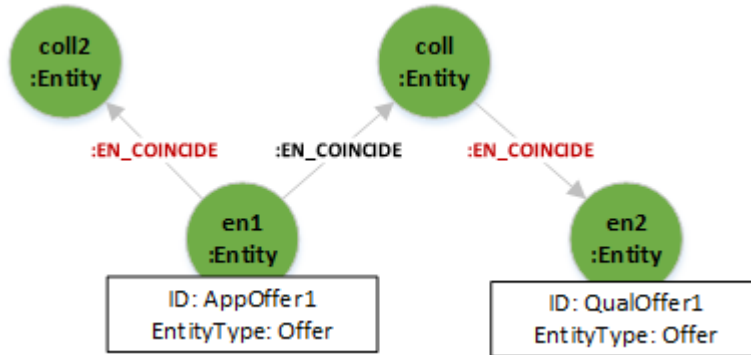 coll2
:Entity
coll
:Entity
:EN_COINCIDE
:EN_COINCIDE
:EN_COINCIDE
en1
:Entity
en2
:Entity
ID: AppOffer1
EntityType: Offer
ID: QualOffer1
EntityType: Offer